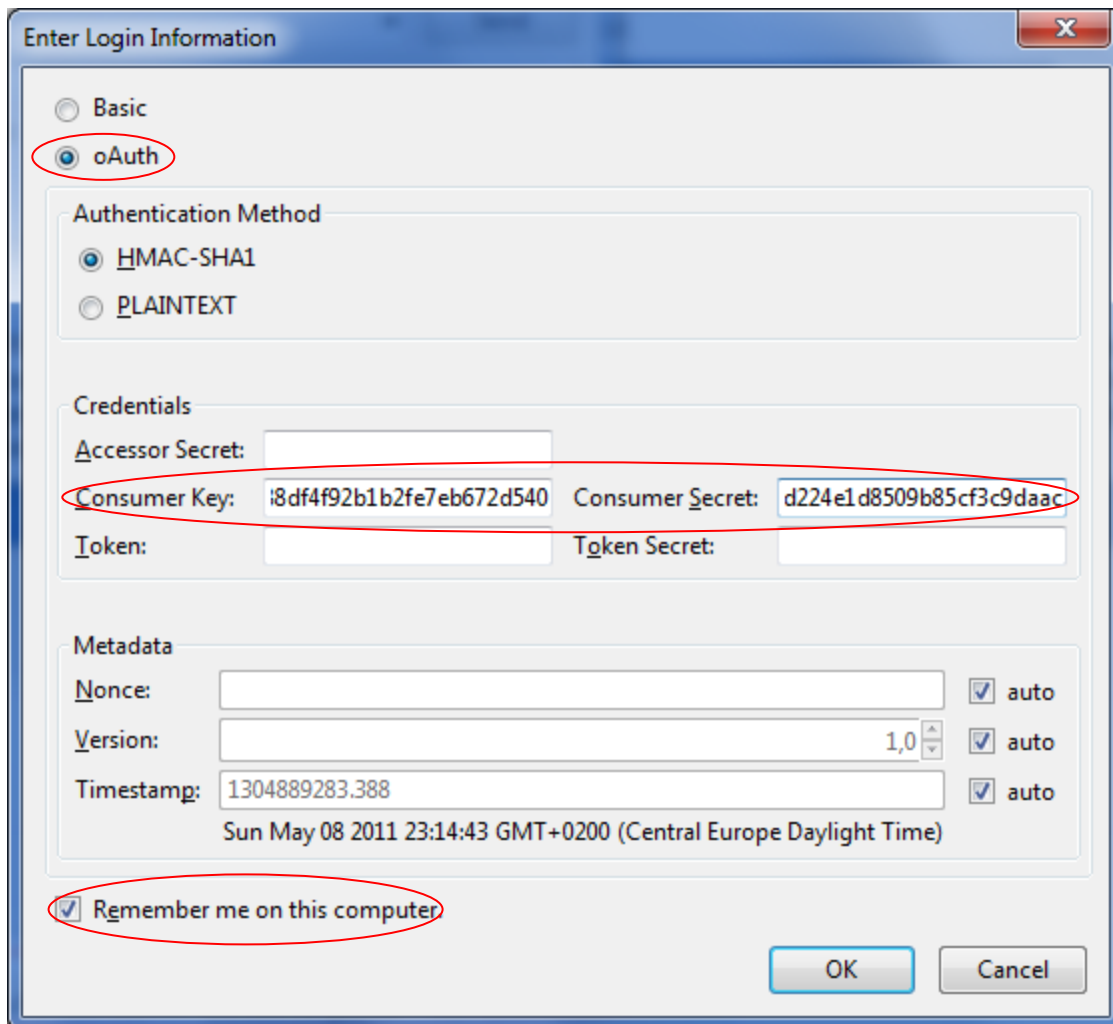 Enter Login Information
Basic
oAuth
Authentication Method
HMAC-SHA1
PLAINTEXT
Credentials
Accessor Secret:
Consumer Key: 8df4f92b1b2fe7eb672d540 Consumer Secret: d224e1d8509b85cf3c9daac
Token: Token Secret:
Metadata
Nonce: auto
Version: 1,0 auto
Timestamp: 1304889283.388 auto
Sun May 08 2011 23:14:43 GMT+0200 (Central Europe Daylight Time)
Remember me on this computer.
OK Cancel